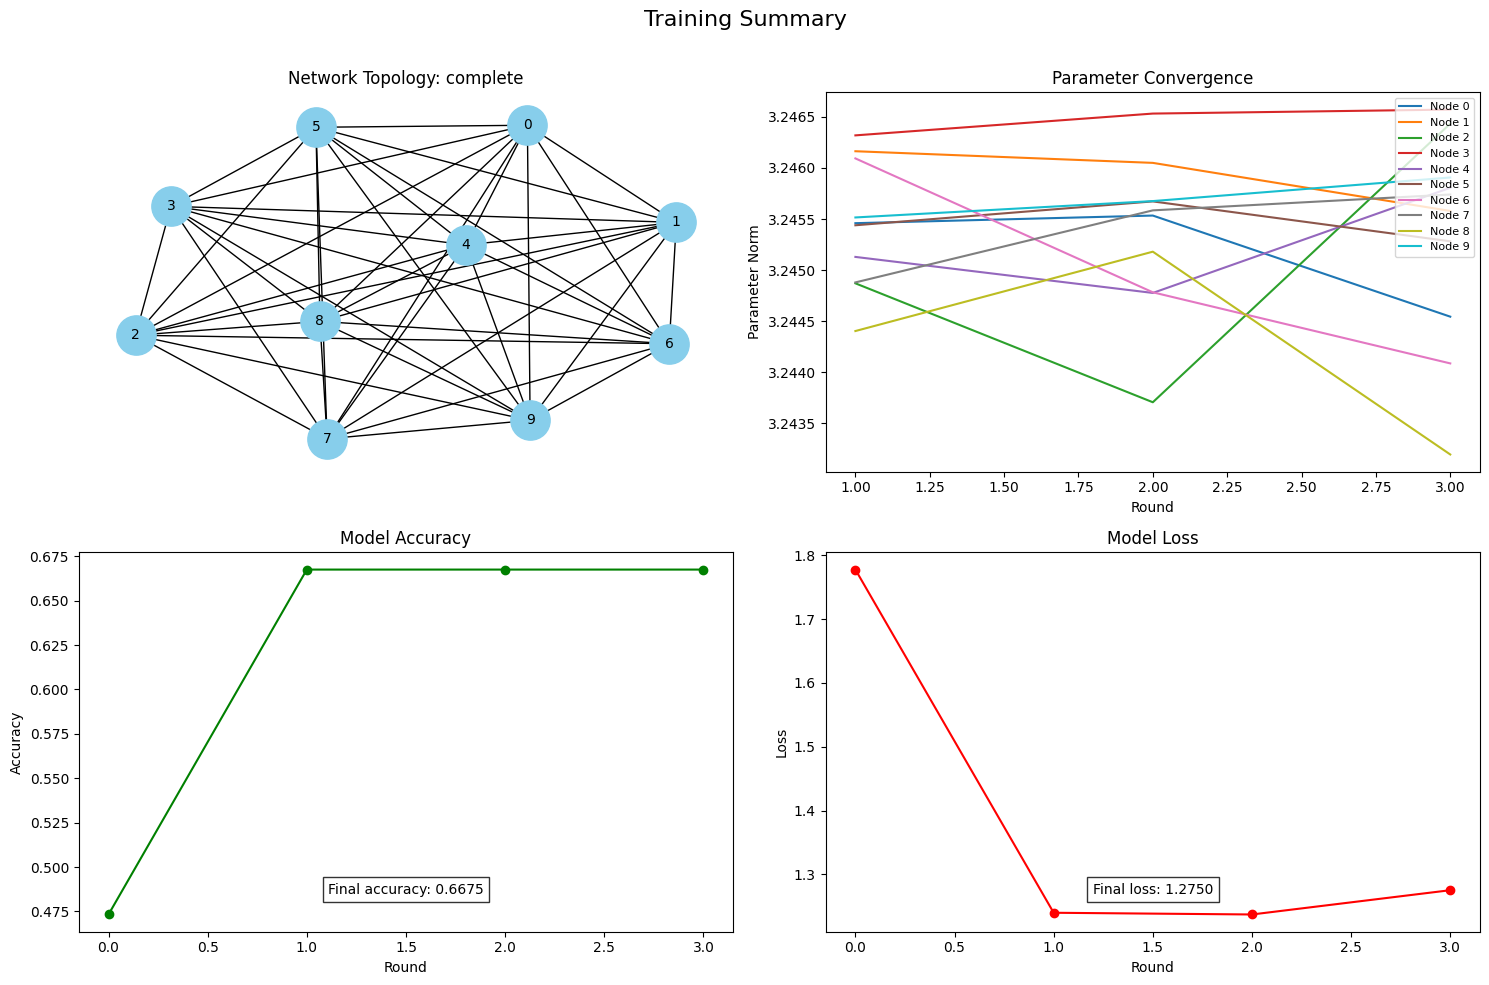 Training Summary
Network Topology: complete
5
0
3
1
4
8
2
6
9
7
Parameter Convergence
Parameter Norm
3.2465
3.2460
3.2455
3.2450
3.2445
3.2440
3.2435
Node 0
Node 1
Node 2
Node 3
Node 4
Node 5
Node 6
Node 7
Node 8
Node 9
1.00 1.25 1.50 1.75 2.00 2.25 2.50 2.75 3.00
Round
Model Accuracy
Accuracy
0.675
0.650
0.625
0.600
0.575
0.550
0.525
0.500
0.475
Final accuracy: 0.6675
0.0 0.5 1.0 1.5 2.0 2.5 3.0
Round
Model Loss
Loss
1.8
1.7
1.6
1.5
1.4
1.3
Final loss: 1.2750
0.0 0.5 1.0 1.5 2.0 2.5 3.0
Round